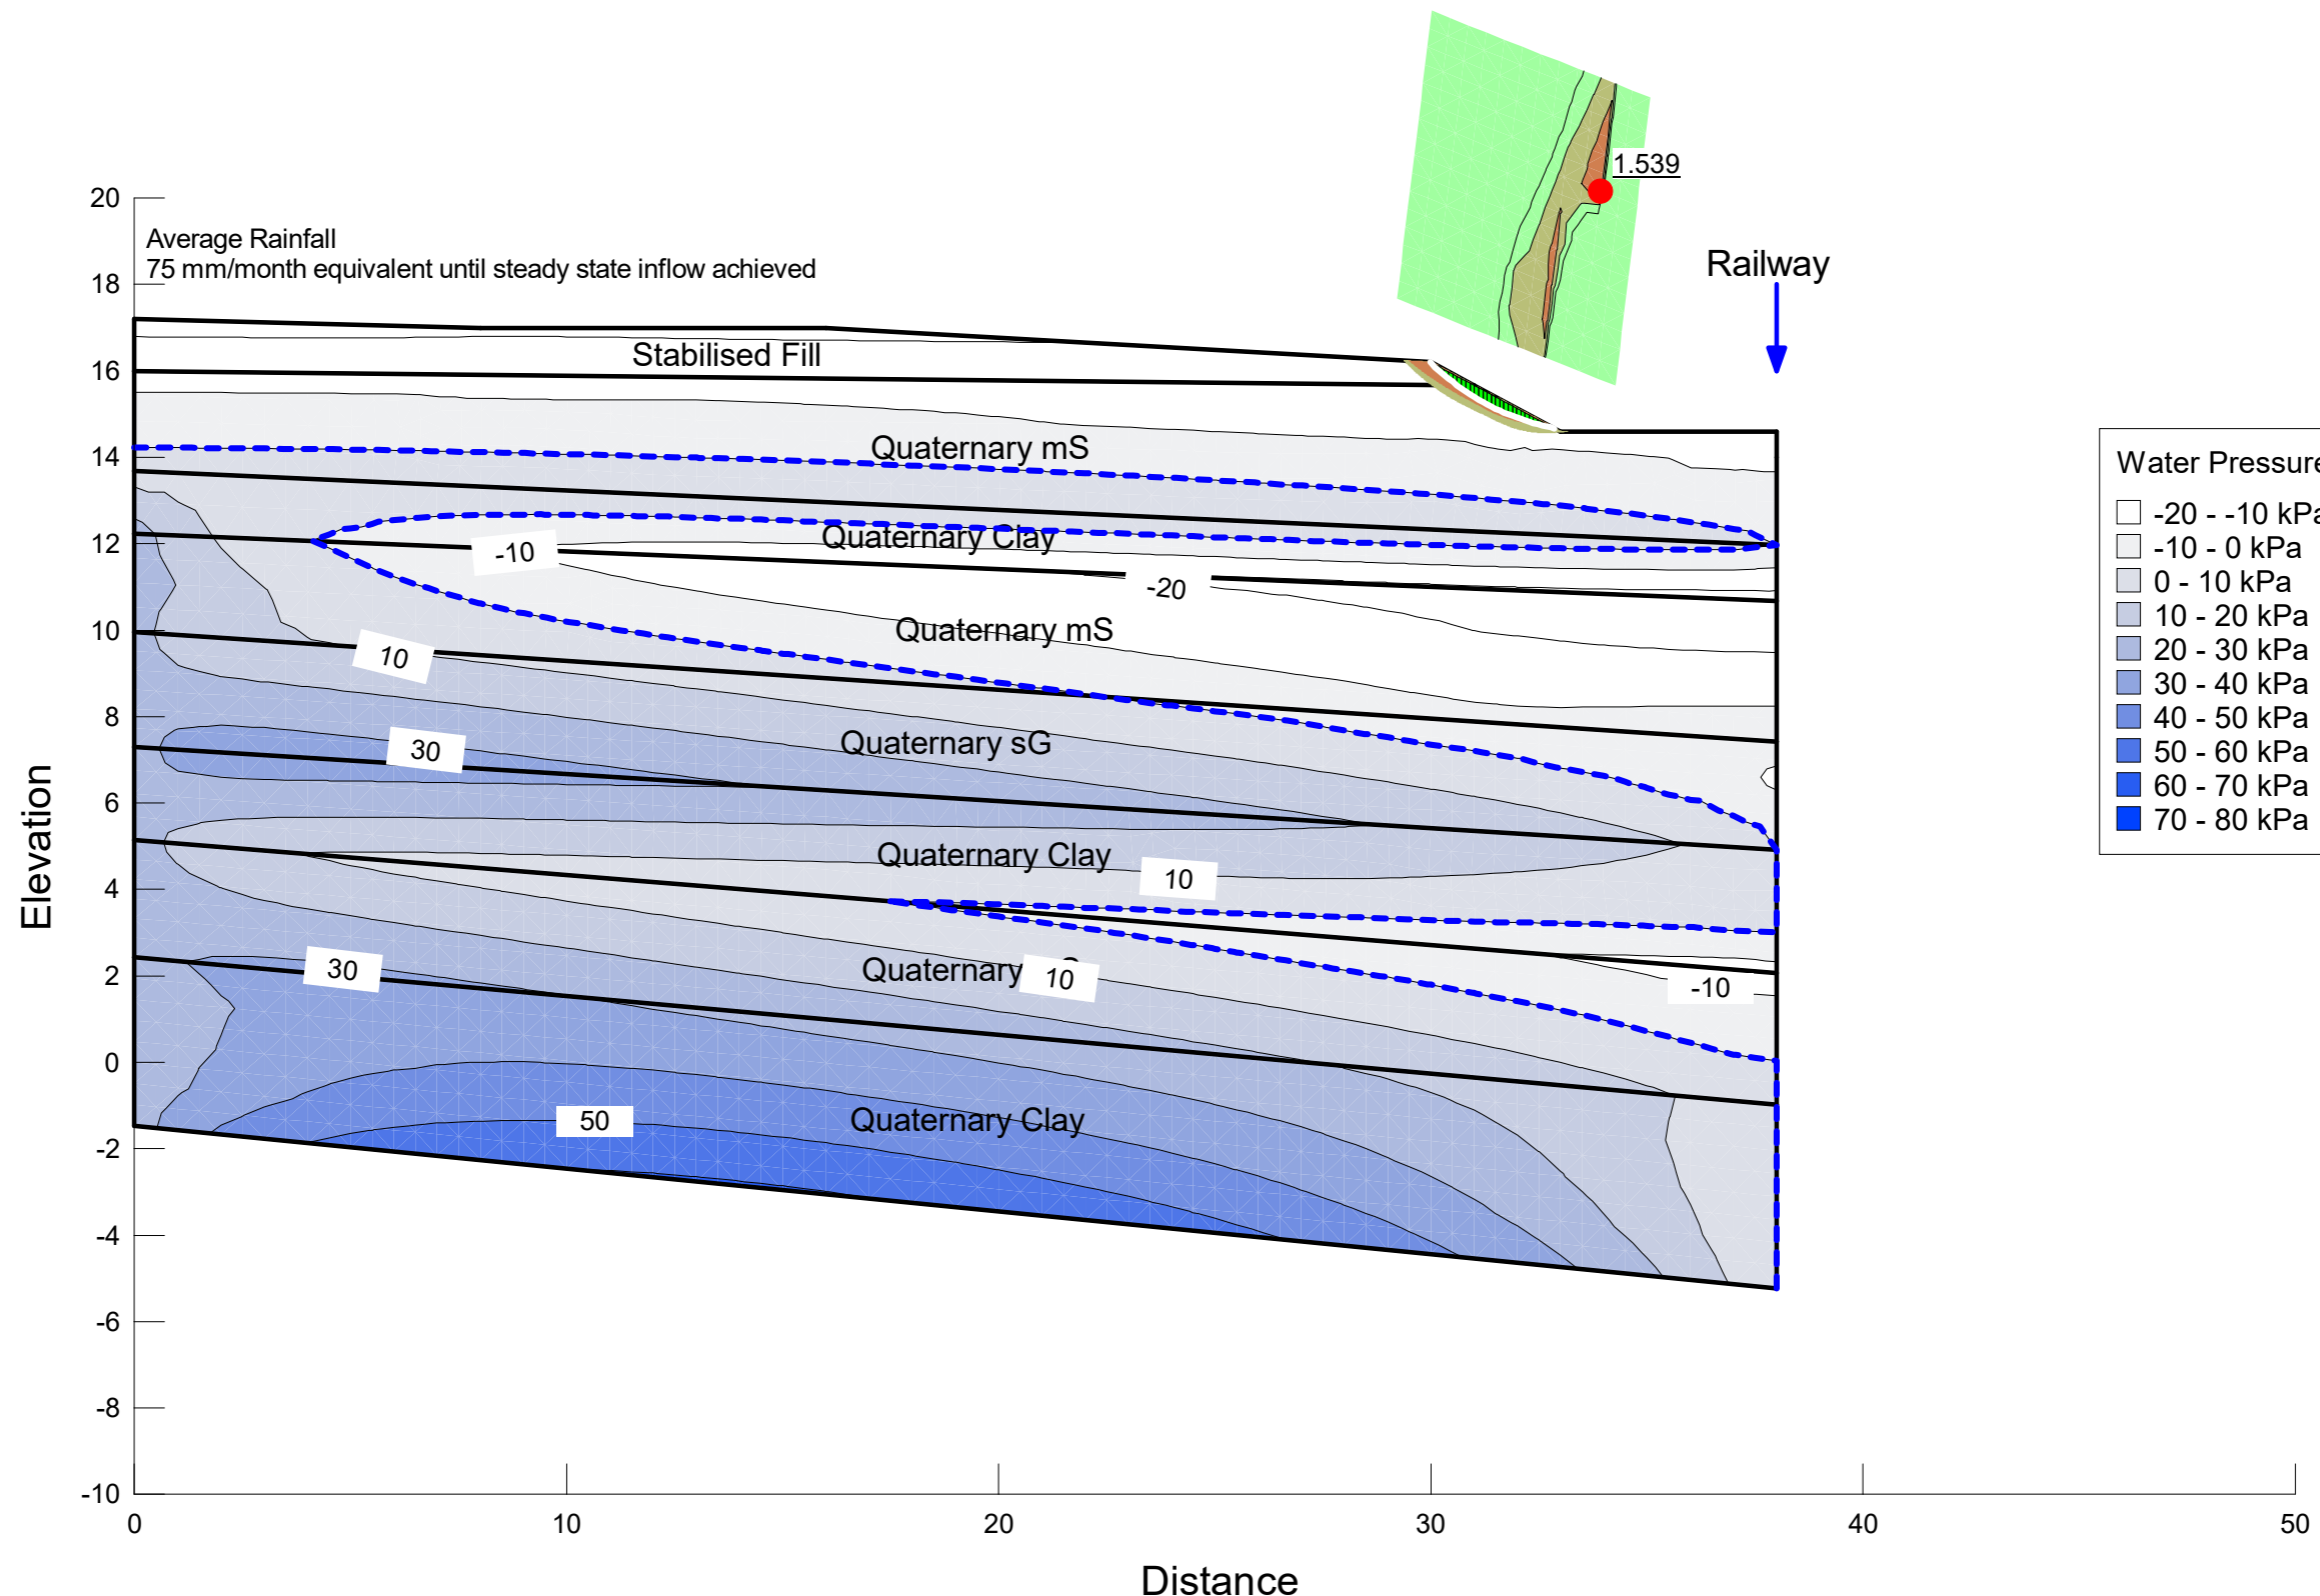 1.539
Railway
Average Rainfall
75 mm/month equivalent until steady state inflow achieved
Stabilised Fill
Quaternary mS
Quaternary Clay
-10
-20
Quaternary mS
10
Quaternary sG
30
Quaternary Clay
10
Quaternary
10
30
-10
Quaternary Clay
50
Water Pressure
-20 - -10 kPa
-10 - 0 kPa
0 - 10 kPa
10 - 20 kPa
20 - 30 kPa
30 - 40 kPa
40 - 50 kPa
50 - 60 kPa
60 - 70 kPa
70 - 80 kPa
Elevation
20
18
16
14
12
10
8
6
4
2
0
-2
-4
-6
-8
-10
0
10
20
30
40
50
Distance